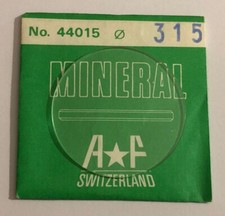 No. 44015 ⌀ 315
MINERAL
A★F
SWITZERLAND